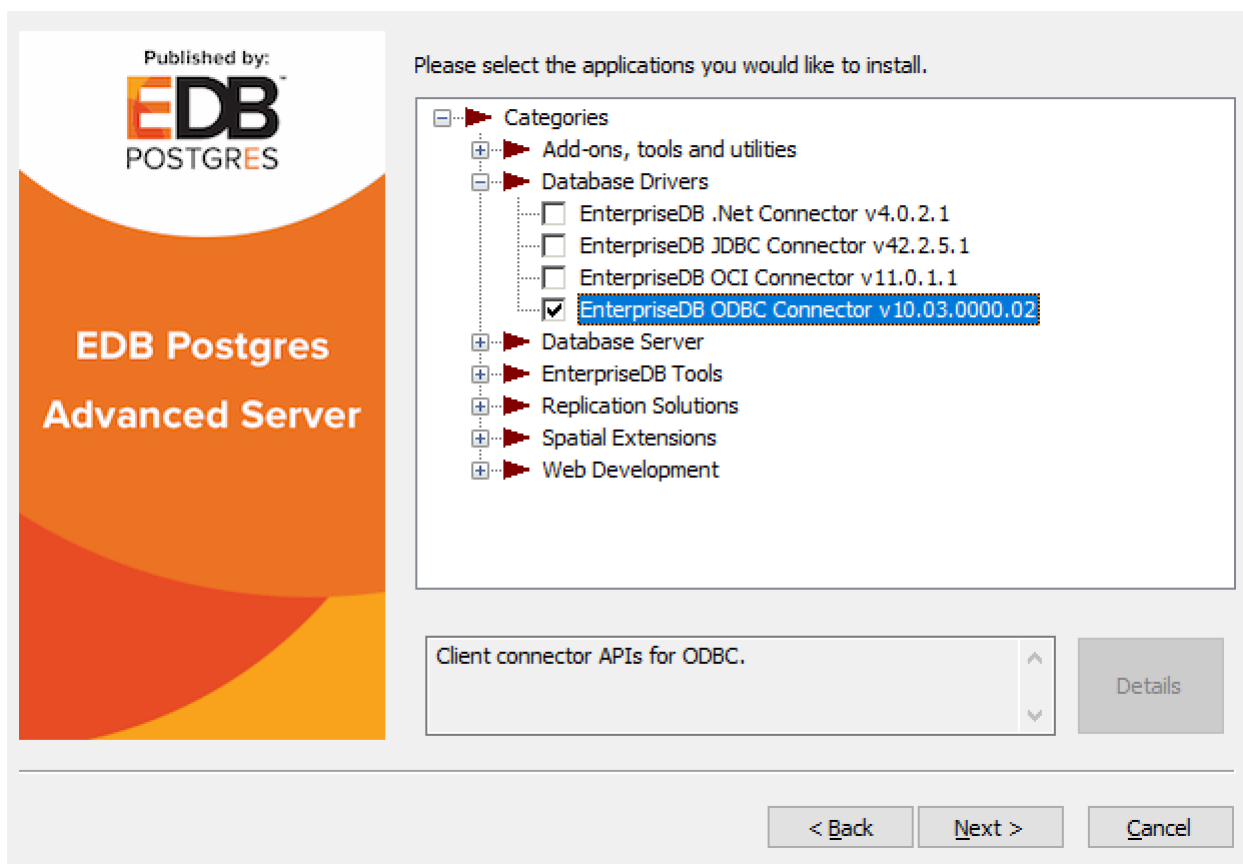 Published by:
EDB™
POSTGRES
EDB Postgres
Advanced Server
Please select the applications you would like to install.
Categories
Add-ons, tools and utilities
Database Drivers
EnterpriseDB .Net Connector v4.0.2.1
EnterpriseDB JDBC Connector v42.2.5.1
EnterpriseDB OCI Connector v11.0.1.1
EnterpriseDB ODBC Connector v10.03.0000.02
Database Server
EnterpriseDB Tools
Replication Solutions
Spatial Extensions
Web Development
Client connector APIs for ODBC.
Details
< Back
Next >
Cancel